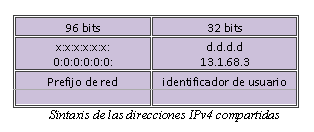 96 bits
32 bits
x:x:x:x:x:x:
0:0:0:0:0:0:
d.d.d.d
13.1.68.3
Prefijo de red
identificador de usuario
Sintaxis de las direcciones IPv4 compartidas